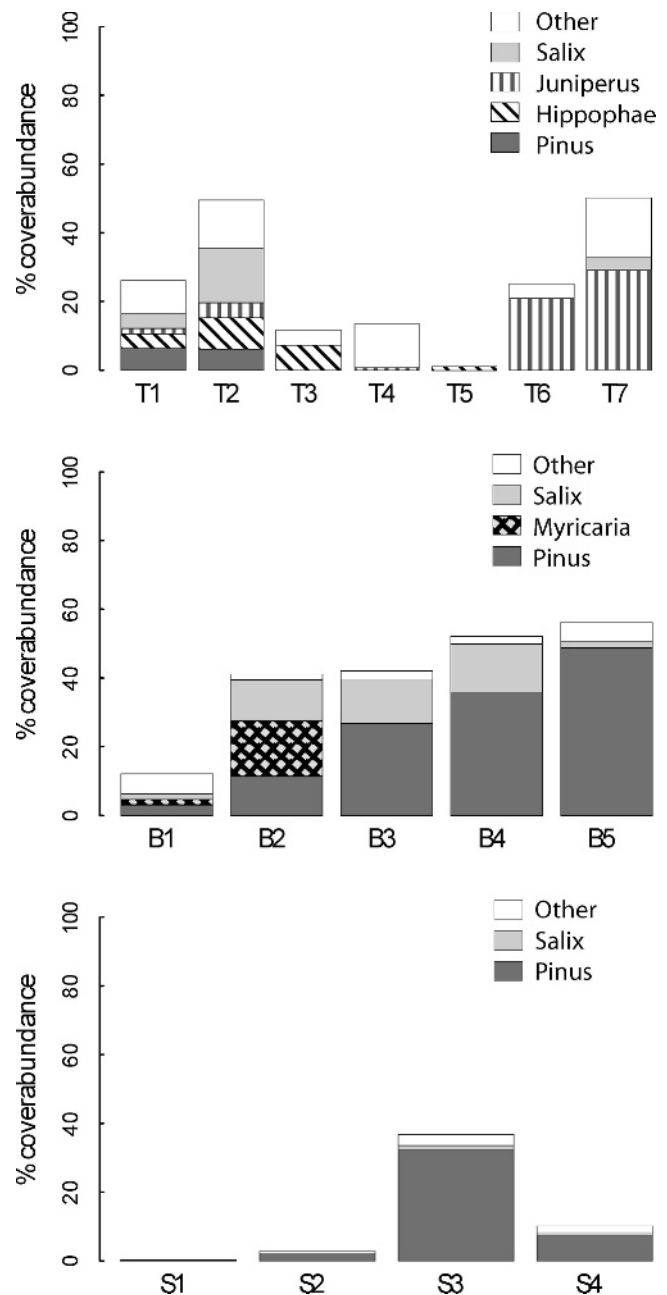 100
80
60
40
20
0
% coverabundance
Other
Salix
Juniperus
Hippophae
Pinus
T1 T2 T3 T4 T5 T6 T7
100
80
60
40
20
0
% coverabundance
Other
Salix
Myricaria
Pinus
B1 B2 B3 B4 B5
100
80
60
40
20
0
% coverabundance
Other
Salix
Pinus
S1 S2 S3 S4